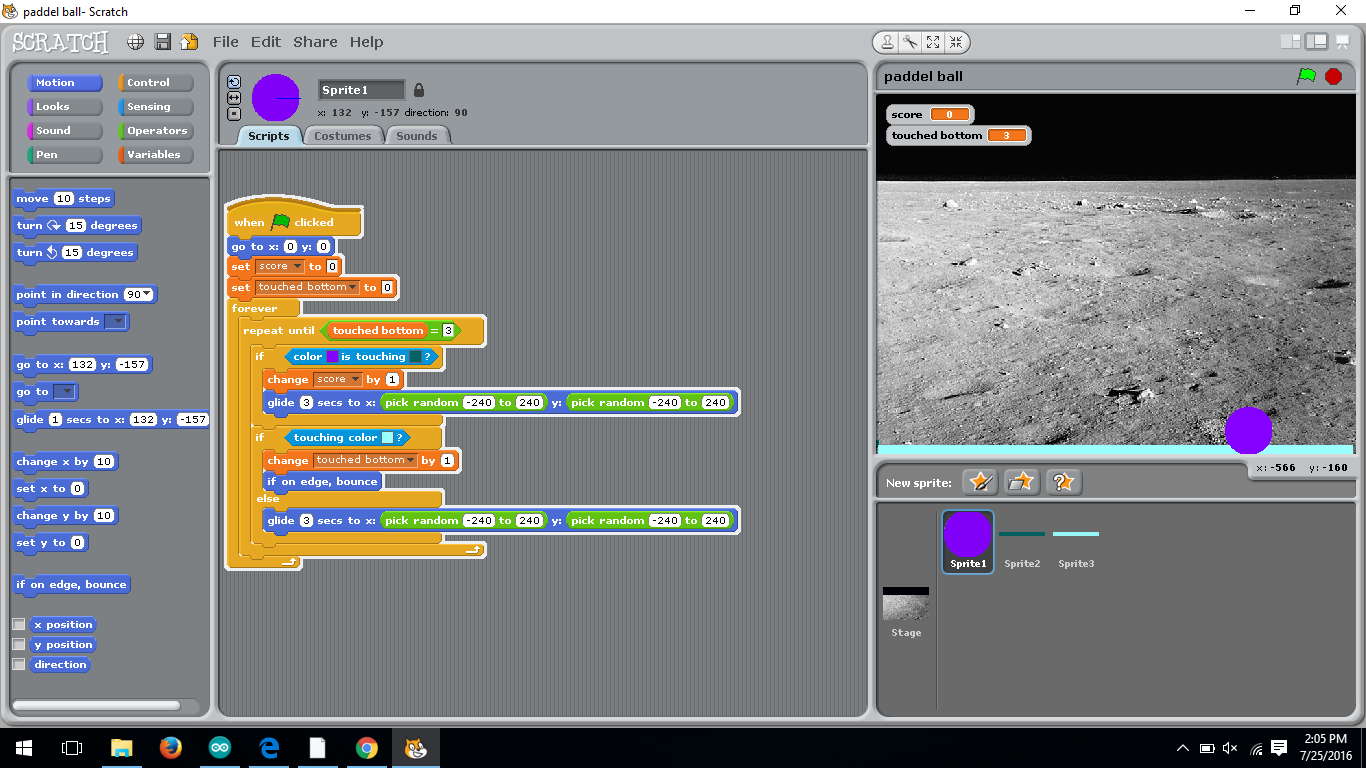 paddel ball- Scratch
SCRATCH File Edit Share Help
Motion Control
Looks Sensing
Sound Operators
Pen Variables
move 10 steps
turn 15 degrees
turn 15 degrees
point in direction 90
point towards
go to x: 132 y: -157
go to
glide 1 secs to x: 132 y: -157
change x by 10
set x to 0
change y by 10
set y to 0
if on edge, bounce
x position
y position
direction
Sprite1
x: 132 y: -157 direction: 90
Scripts Costumes Sounds
when clicked
go to x: 0 y: 0
set score to 0
set touched bottom to 0
forever
repeat until touched bottom = 3
if color is touching ?
change score by 1
glide 3 secs to x: pick random -240 to 240 y: pick random -240 to 240
if touching color ?
change touched bottom by 1
if on edge, bounce
else
glide 3 secs to x: pick random -240 to 240 y: pick random -240 to 240
paddel ball
score 0
touched bottom 3
x: -566 y: -160
New sprite:
Sprite1 Sprite2 Sprite3
Stage
2:05 PM
7/25/2016